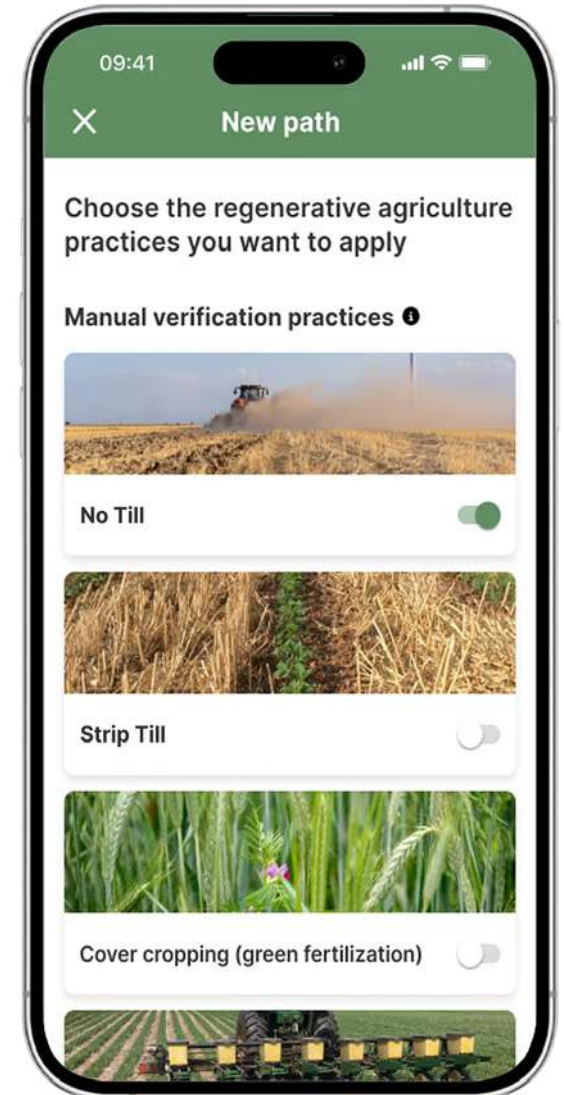 09:41
New path
Choose the regenerative agriculture
practices you want to apply
Manual verification practices
No Till
Strip Till
Cover cropping (green fertilization)